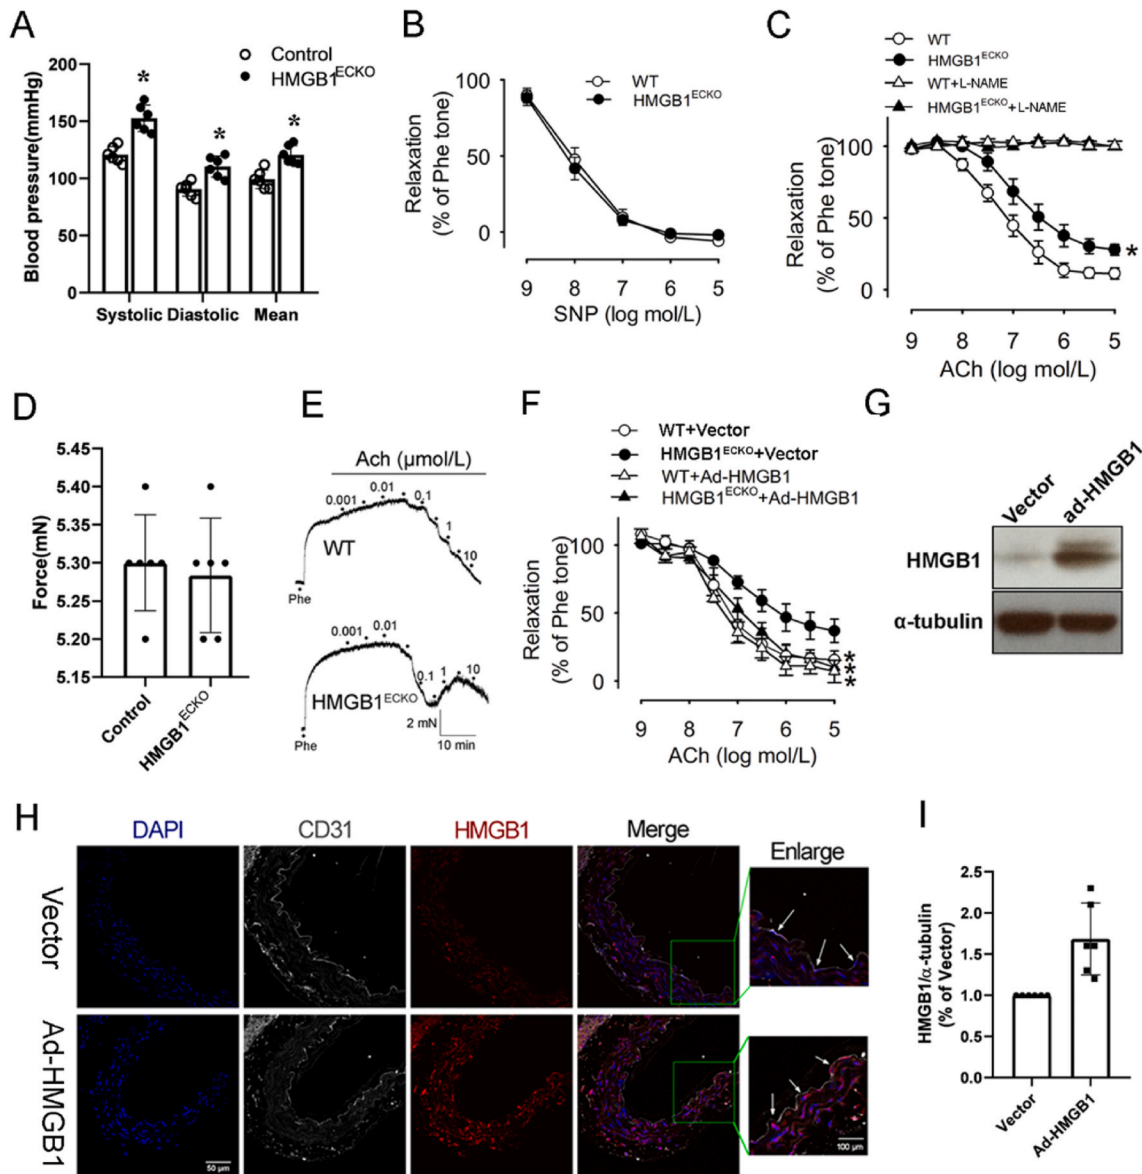 A
Control
HMGB1ECKO
Blood pressure(mmHg)
200
150
100
50
0
*
*
*
Systolic Diastolic Mean
B
WT
HMGB1ECKO
Relaxation
(% of Phe tone)
100
50
0
9 8 7 6 5
SNP (log mol/L)
C
WT
HMGB1ECKO
WT+L-NAME
HMGB1ECKO+L-NAME
Relaxation
(% of Phe tone)
100
50
0
*
9 8 7 6 5
ACh (log mol/L)
D
Force(mN)
5.45
5.40
5.35
5.30
5.25
5.20
5.15
Control
HMGB1ECKO
E
Ach (μmol/L)
0.001 0.01 0.1 1 10
WT
Phe
0.001 0.01 0.1 1 10
HMGB1ECKO
Phe
2 mN
10 min
F
WT+Vector
HMGB1ECKO+Vector
WT+Ad-HMGB1
HMGB1ECKO+Ad-HMGB1
Relaxation
(% of Phe tone)
100
50
0
*
*
*
9 8 7 6 5
ACh (log mol/L)
G
Vector
ad-HMGB1
HMGB1
α-tubulin
H
DAPI CD31 HMGB1 Merge
Enlarge
Vector
Ad-HMGB1
50 μm
100 μm
I
HMGB1/α-tubulin
(% of Vector)
2.5
2.0
1.5
1.0
0.5
0.0
Vector
Ad-HMGB1